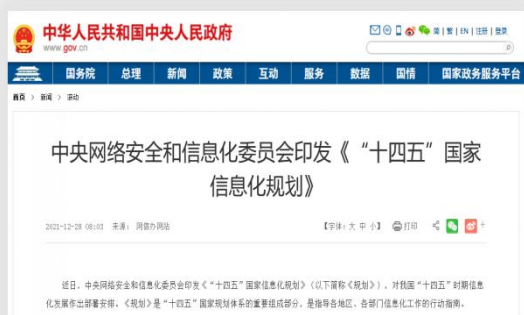 中华人民共和国中央人民政府
www.gov.cn
简 | 繁 | EN | 注册 | 登录
国务院 总理 新闻 政策 互动 服务 数据 国情 国家政务服务平台
首页 > 新闻 > 滚动
中央网络安全和信息化委员会印发《“十四五”国家
信息化规划》
2021-12-28 08:03 来源: 网信办网站 【字体: 大 中 小】 打印
近日,中央网络安全和信息化委员会印发《“十四五”国家信息化规划》(以下简称《规划》),对我国“十四五”时期信息
化发展作出部署安排。《规划》是“十四五”国家规划体系的重要组成部分,是指导各地区、各部门信息化工作的行动指南。